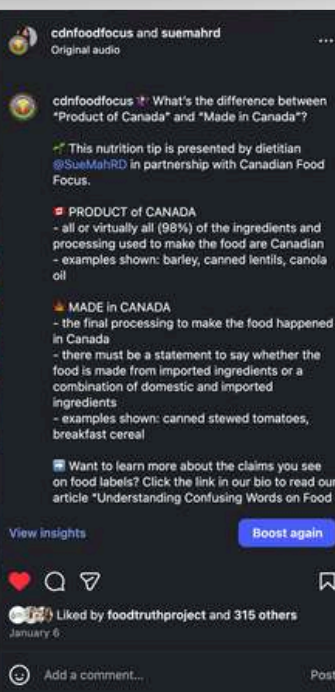 cdnfoodfocus and suemahrd
Original audio
cdnfoodfocus What's the difference between
"Product of Canada" and "Made in Canada"?
This nutrition tip is presented by dietitian
@SueMahRD in partnership with Canadian Food
Focus.
PRODUCT of CANADA
- all or virtually all (98%) of the ingredients and
processing used to make the food are Canadian
- examples shown: barley, canned lentils, canola
oil
MADE in CANADA
- the final processing to make the food happened
in Canada
- there must be a statement to say whether the
food is made from imported ingredients or a
combination of domestic and imported
ingredients
- examples shown: canned stewed tomatoes,
breakfast cereal
Want to learn more about the claims you see
on food labels? Click the link in our bio to read our
article "Understanding Confusing Words on Food
View insights
Boost again
Liked by foodtruthproject and 315 others
January 6
Add a comment...
Post